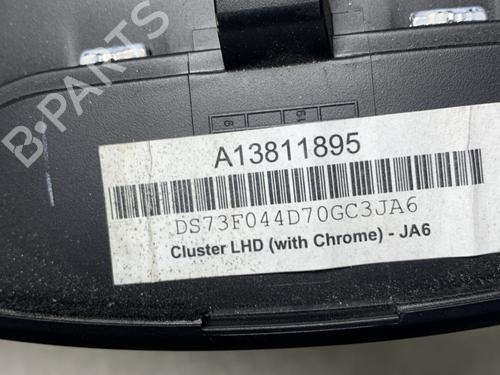 B-PARTS
A13811895
DS73F044D70GC3JA6
Cluster LHD (with Chrome) - JA6